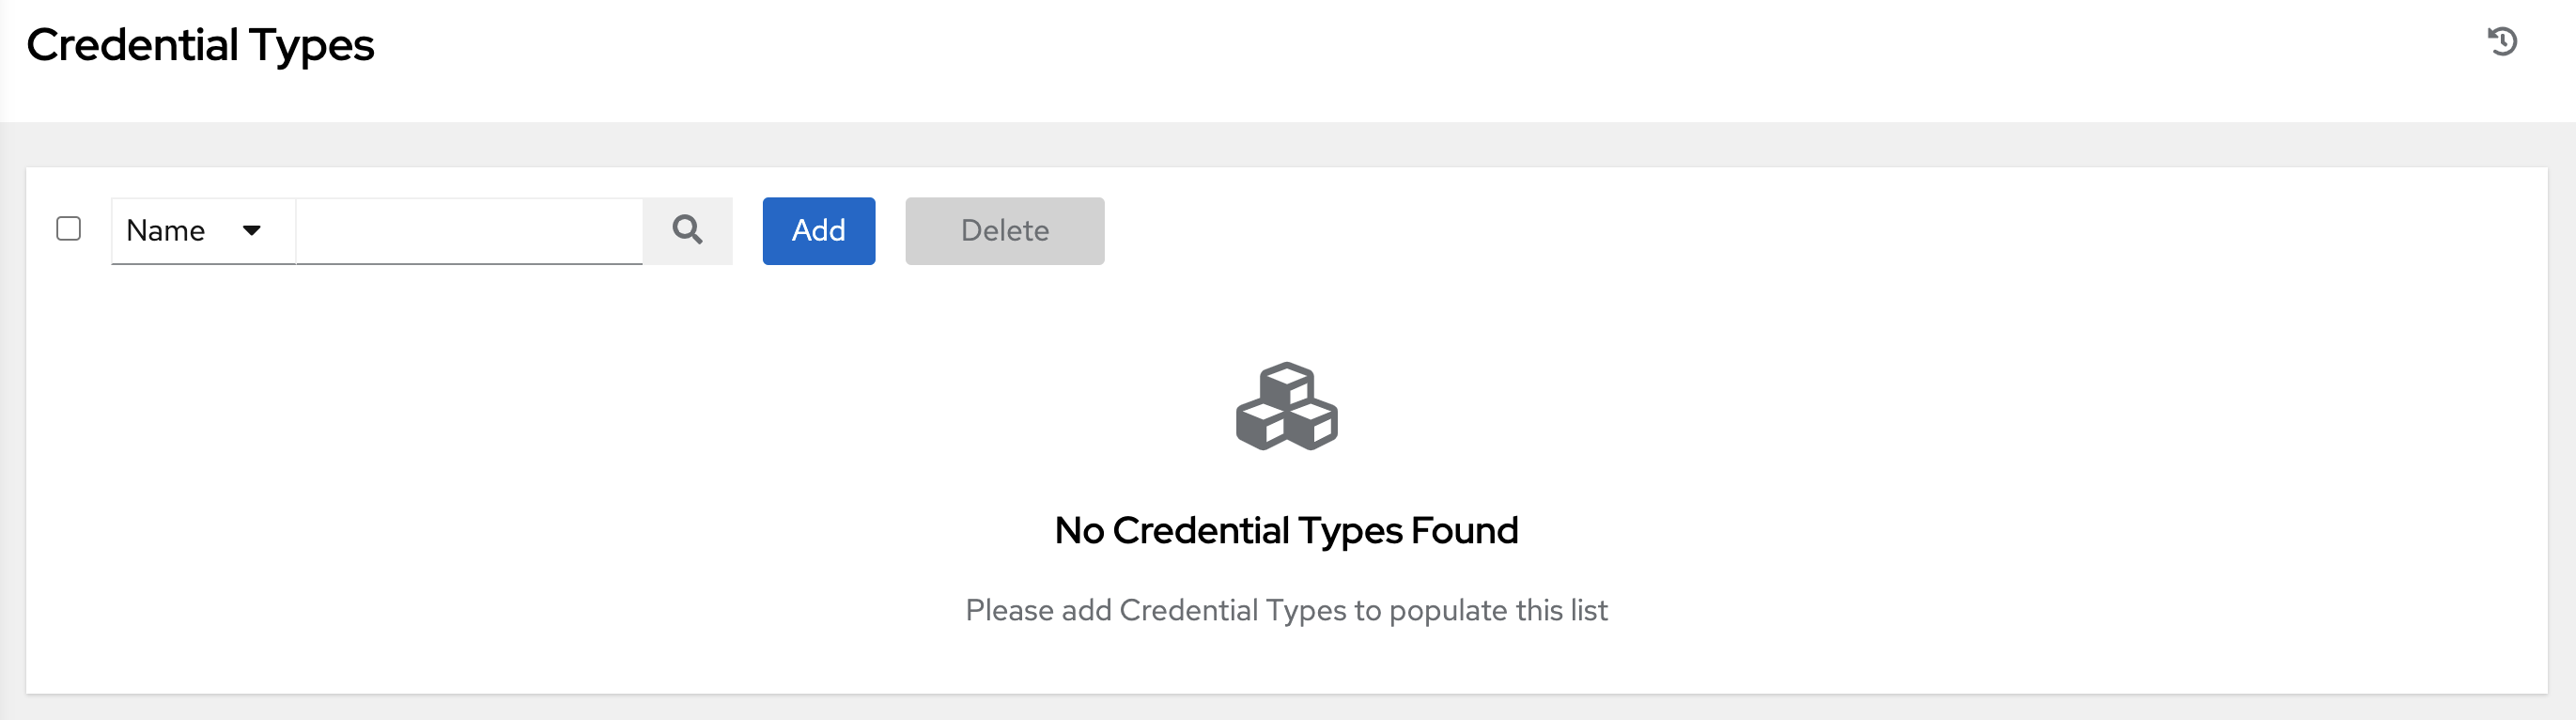 Credential Types
Name
Add
Delete
No Credential Types Found
Please add Credential Types to populate this list